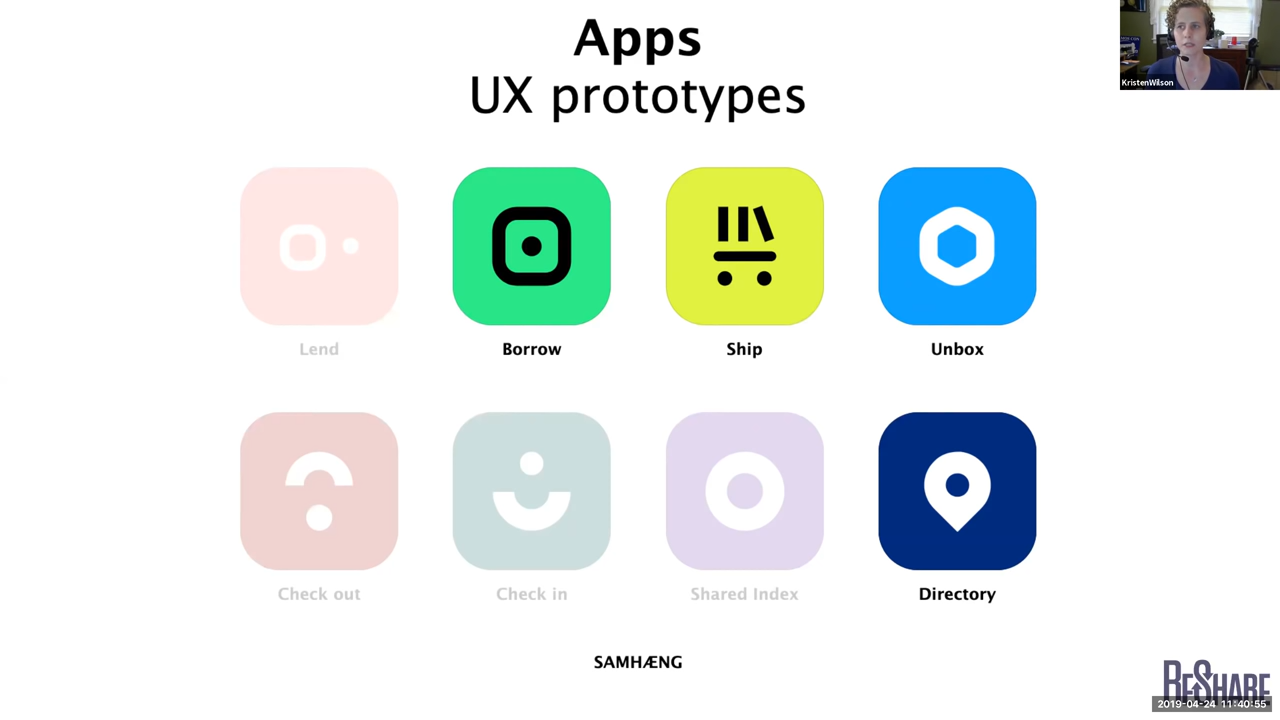 Apps
UX prototypes
KristenWilson
Lend
Borrow
Ship
Unbox
Check out
Check in
Shared Index
Directory
SAMHÆNG
RESHARE
2019-04-24 11:40:55